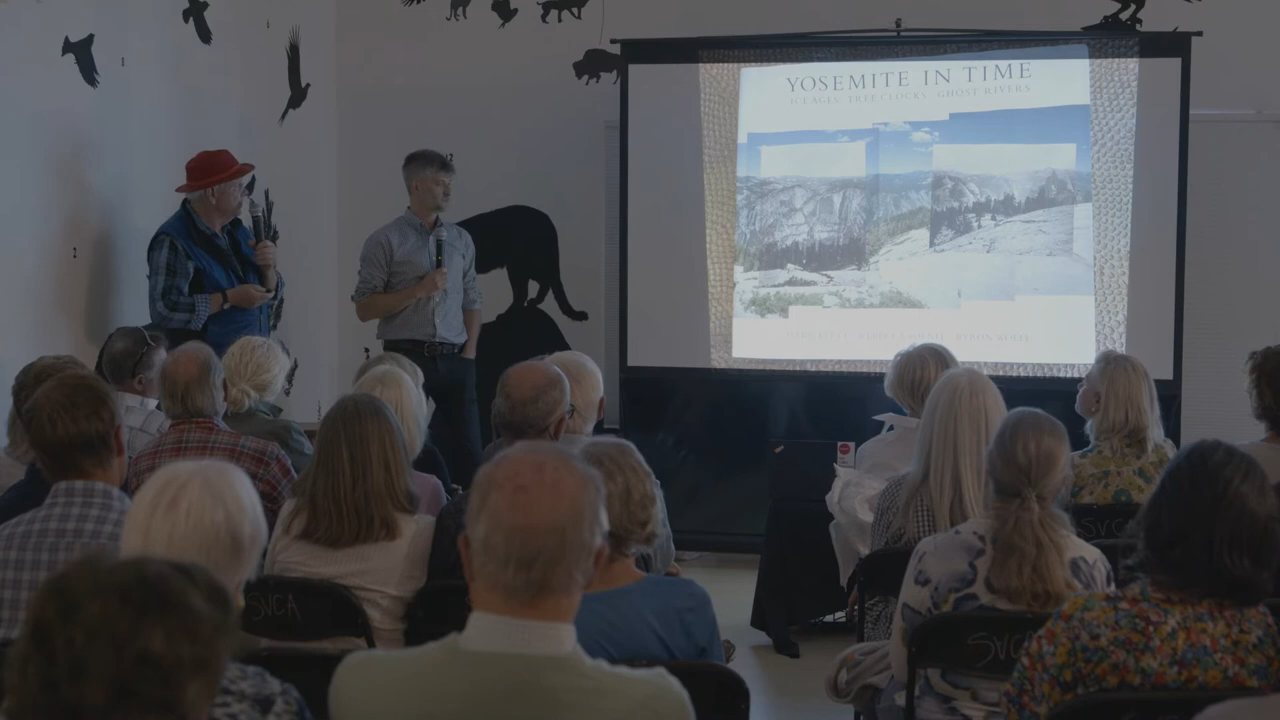 YOSEMITE IN TIME
ICE AGES TREE CLOCKS GHOST RIVERS
SVCA
SVCA
SVCA